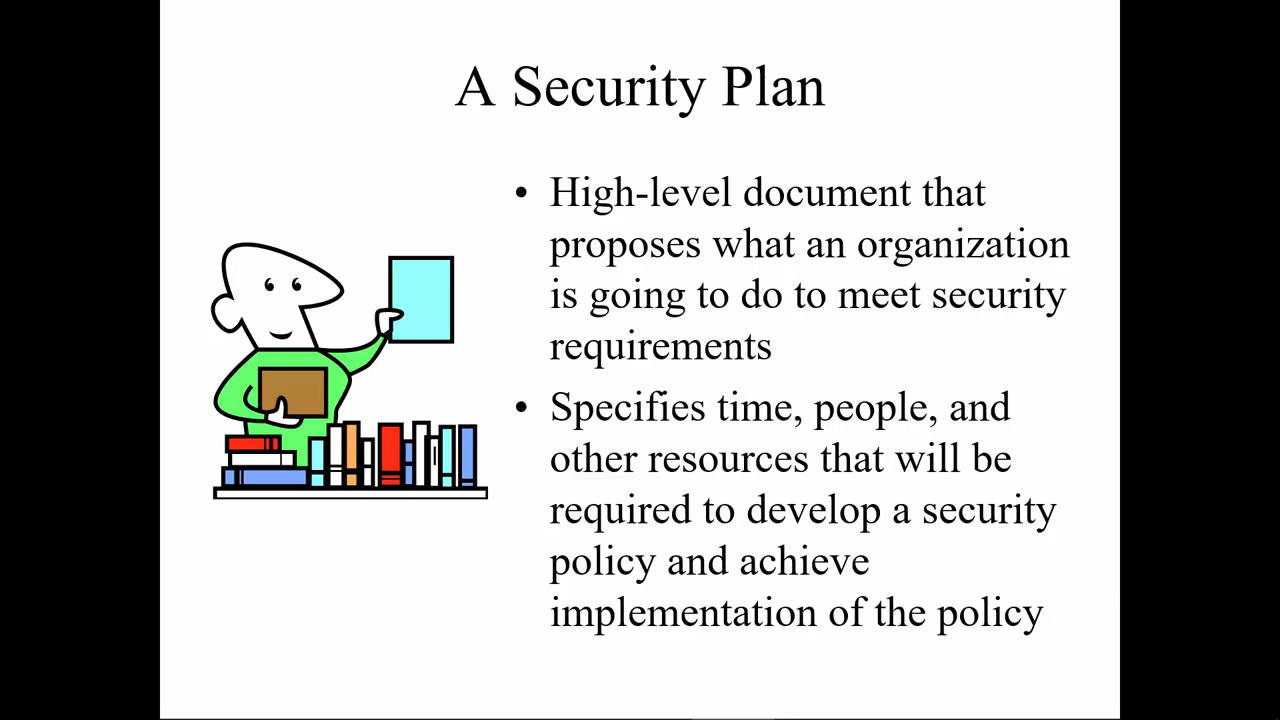 A Security Plan
• High-level document that
proposes what an organization
is going to do to meet security
requirements
• Specifies time, people, and
other resources that will be
required to develop a security
policy and achieve
implementation of the policy